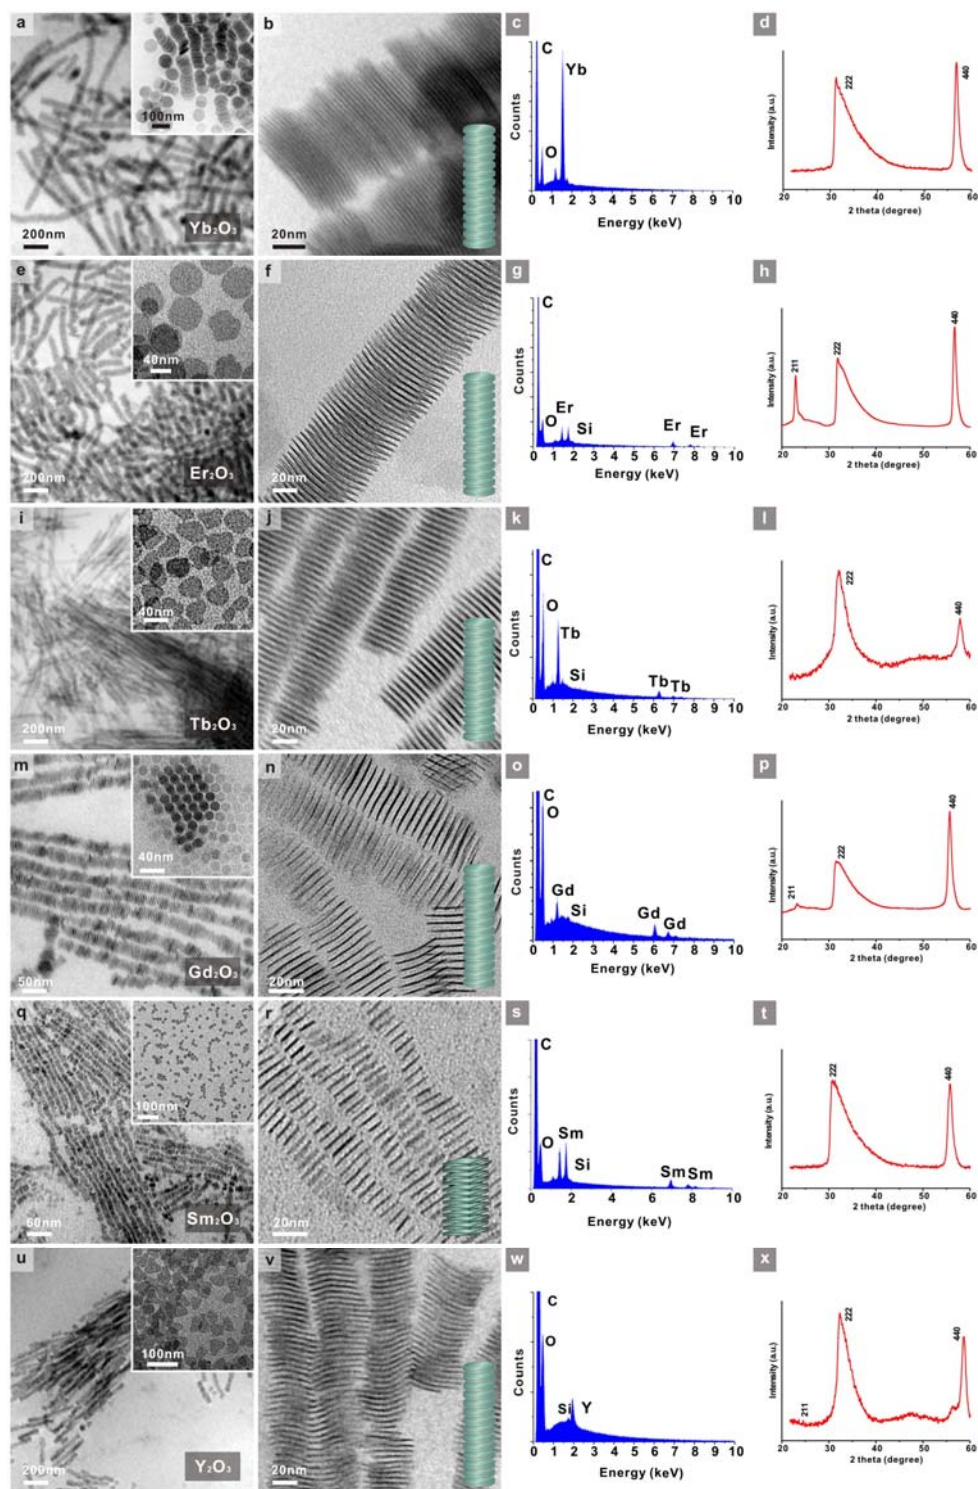 a
100nm
200nm
Yb₂O₃
b
20nm
c
C
Yb
O
Counts
0 1 2 3 4 5 6 7 8 9 10
Energy (keV)
d
222
440
Intensity (a.u.)
20 30 40 50 60
2 theta (degree)
e
40nm
200nm
Er₂O₃
f
20nm
g
C
O
Er
Si
Er
Er
Counts
0 1 2 3 4 5 6 7 8 9 10
Energy (keV)
h
211
222
440
Intensity (a.u.)
20 30 40 50 60
2 theta (degree)
i
40nm
200nm
Tb₂O₃
j
20nm
k
C
O
Tb
Si
Tb
Tb
Counts
0 1 2 3 4 5 6 7 8 9 10
Energy (keV)
l
222
440
Intensity (a.u.)
20 30 40 50 60
2 theta (degree)
m
40nm
50nm
Gd₂O₃
n
20nm
o
C
O
Gd
Si
Gd
Gd
Counts
0 1 2 3 4 5 6 7 8 9 10
Energy (keV)
p
211
222
440
Intensity (a.u.)
20 30 40 50 60
2 theta (degree)
q
100nm
60nm
Sm₂O₃
r
20nm
s
C
O
Sm
Si
Sm
Sm
Counts
0 1 2 3 4 5 6 7 8 9 10
Energy (keV)
t
222
440
Intensity (a.u.)
20 30 40 50 60
2 theta (degree)
u
100nm
200nm
Y₂O₃
v
20nm
w
C
O
Si
Y
Counts
0 1 2 3 4 5 6 7 8 9 10
Energy (keV)
x
211
222
440
Intensity (a.u.)
20 30 40 50 60
2 theta (degree)